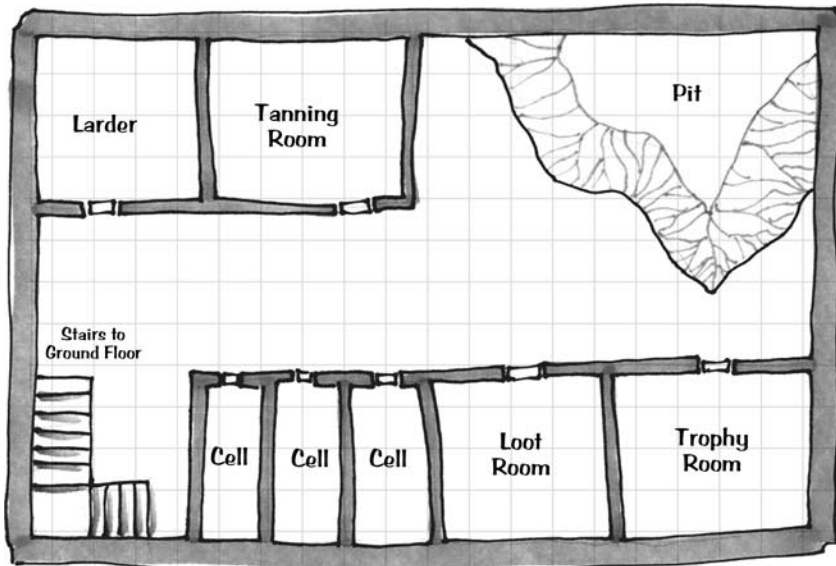 Larder
Tanning
Room
Pit
Stairs to
Ground Floor
Cell
Cell
Cell
Loot
Room
Trophy
Room